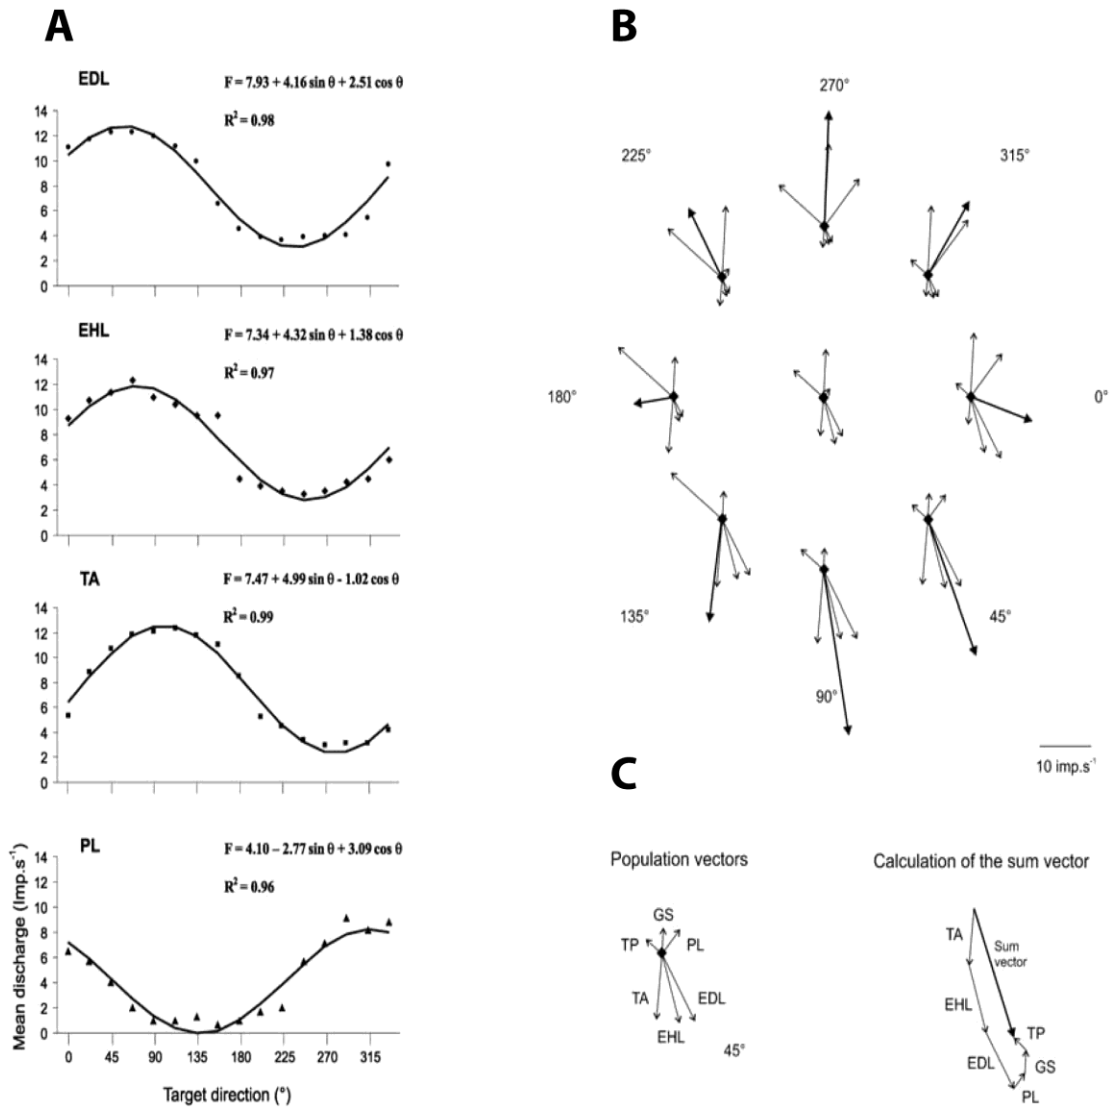 A
EDL
F = 7.93 + 4.16 sin θ + 2.51 cos θ
R² = 0.98
14
12
10
8
6
4
2
0
EHL
F = 7.34 + 4.32 sin θ + 1.38 cos θ
R² = 0.97
14
12
10
8
6
4
2
0
TA
F = 7.47 + 4.99 sin θ - 1.02 cos θ
R² = 0.99
14
12
10
8
6
4
2
0
PL
F = 4.10 – 2.77 sin θ + 3.09 cos θ
R² = 0.96
Mean discharge (Imp.s⁻¹)
14
12
10
8
6
4
2
0
0 45 90 135 180 225 270 315
Target direction (°)
B
270°
225°
315°
180°
0°
135°
45°
90°
10 imp.s⁻¹
C
Population vectors
GS
TP
PL
TA
EDL
EHL
45°
Calculation of the sum vector
TA
Sum
vector
EHL
TP
EDL
GS
PL